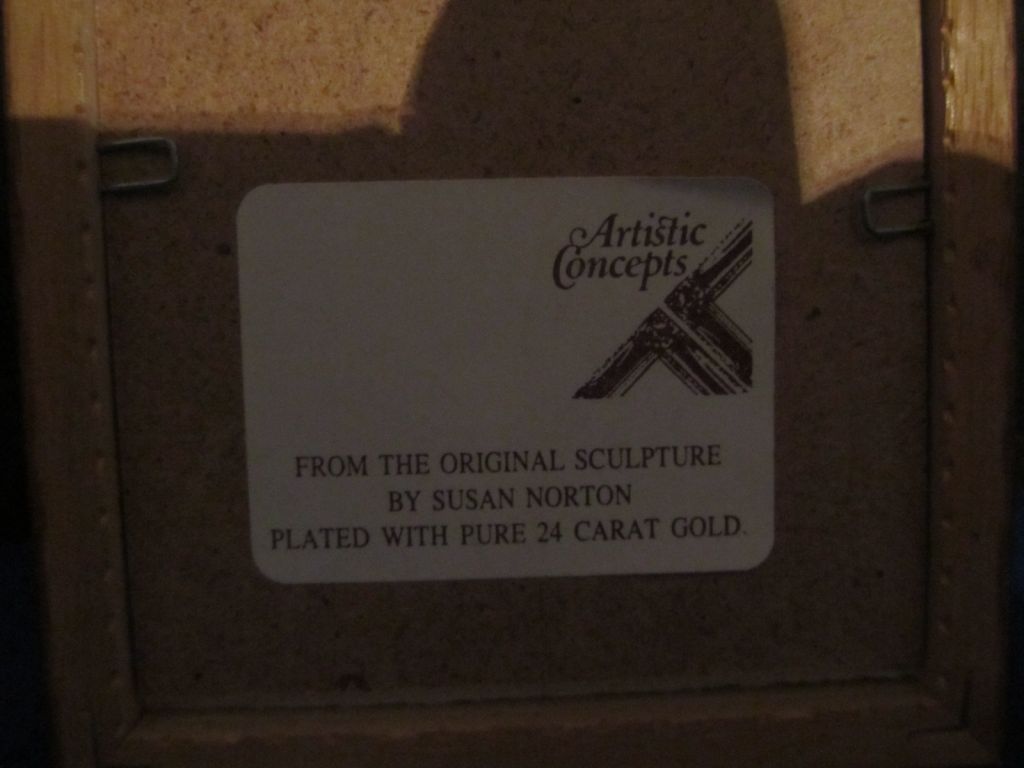 Artistic
Concepts
FROM THE ORIGINAL SCULPTURE
BY SUSAN NORTON
PLATED WITH PURE 24 CARAT GOLD.